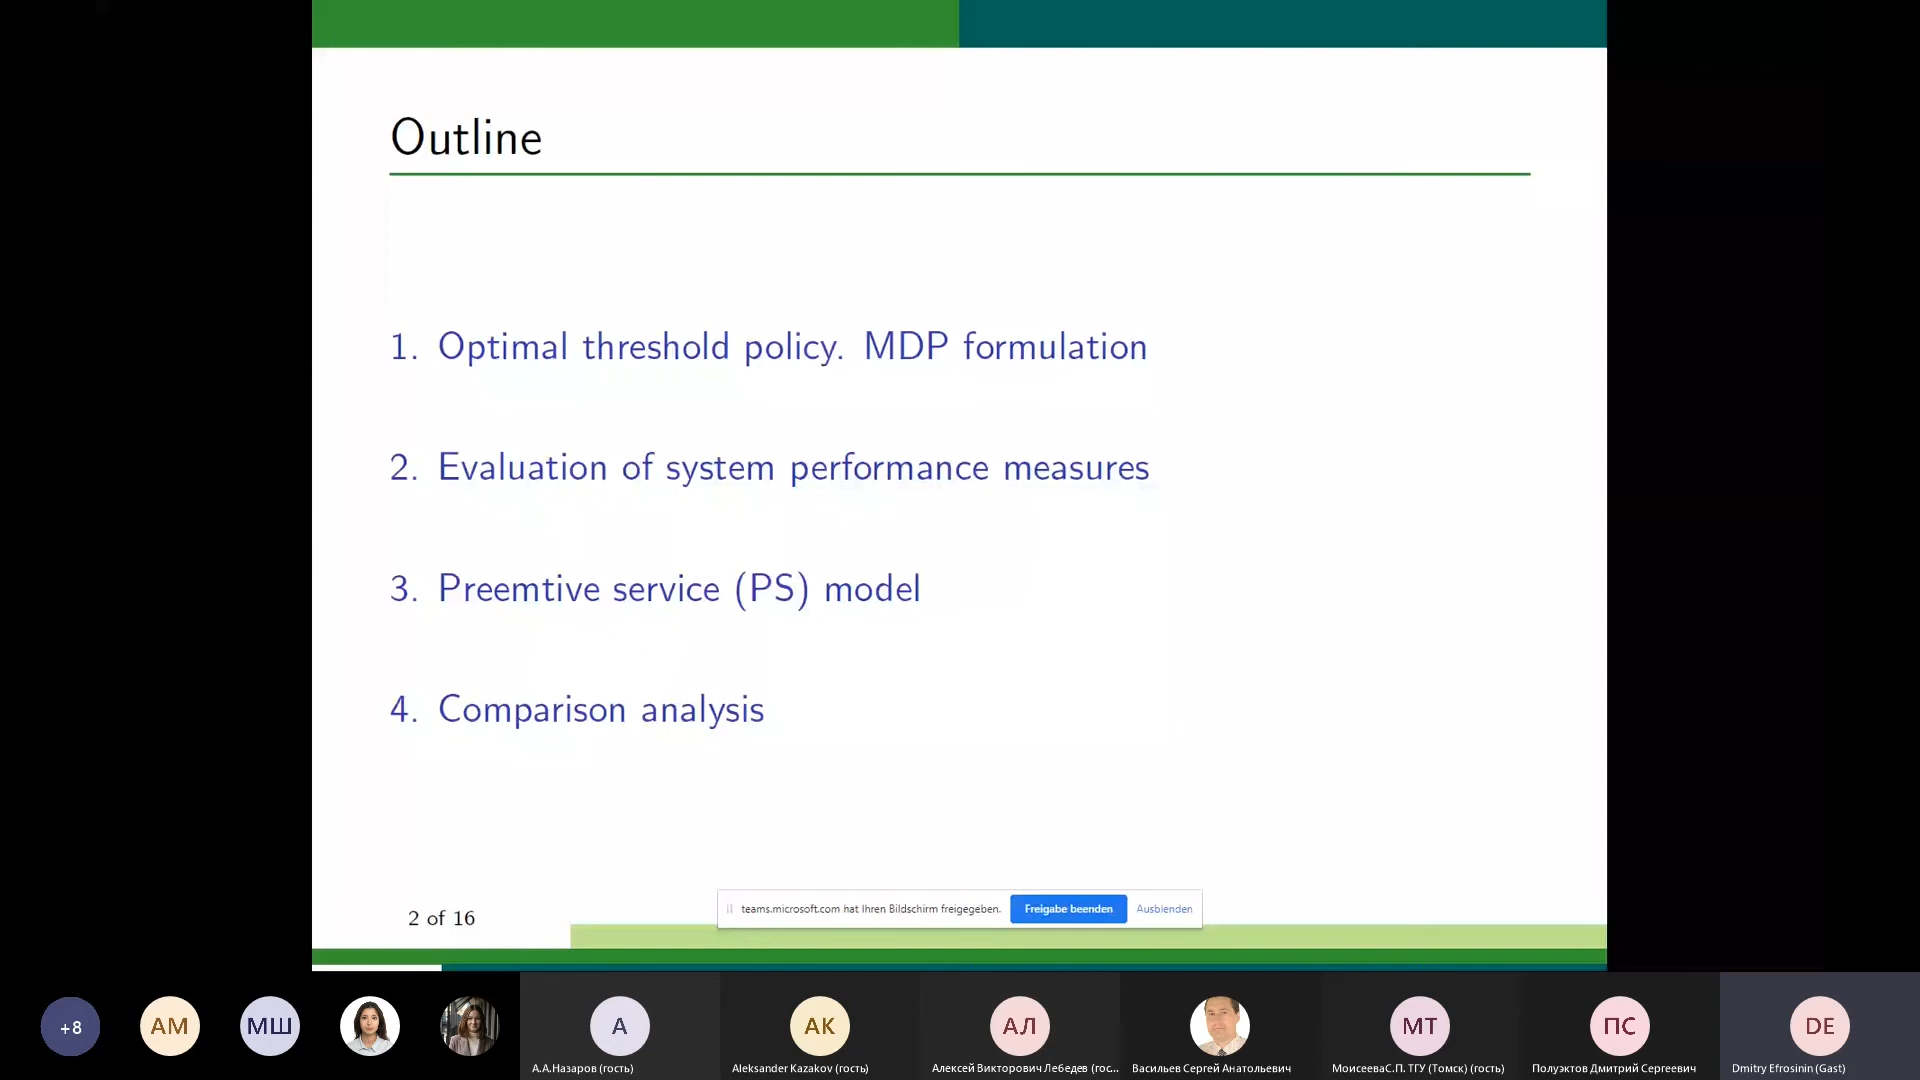 Outline
1. Optimal threshold policy. MDP formulation
2. Evaluation of system performance measures
3. Preemtive service (PS) model
4. Comparison analysis
2 of 16
teams.microsoft.com hat Ihren Bildschirm freigegeben. Freigabe beenden Ausblenden
+8 АМ МШ А АК АЛ МТ ПС DE
А.А.Назаров (гость) Aleksander Kazakov (гость) Алексей Викторович Лебедев (гос... Васильев Сергей Анатольевич МоисееваС.П. ТГУ (Томск) (гость) Полуэктов Дмитрий Сергеевич Dmitry Efrosinin (Gast)